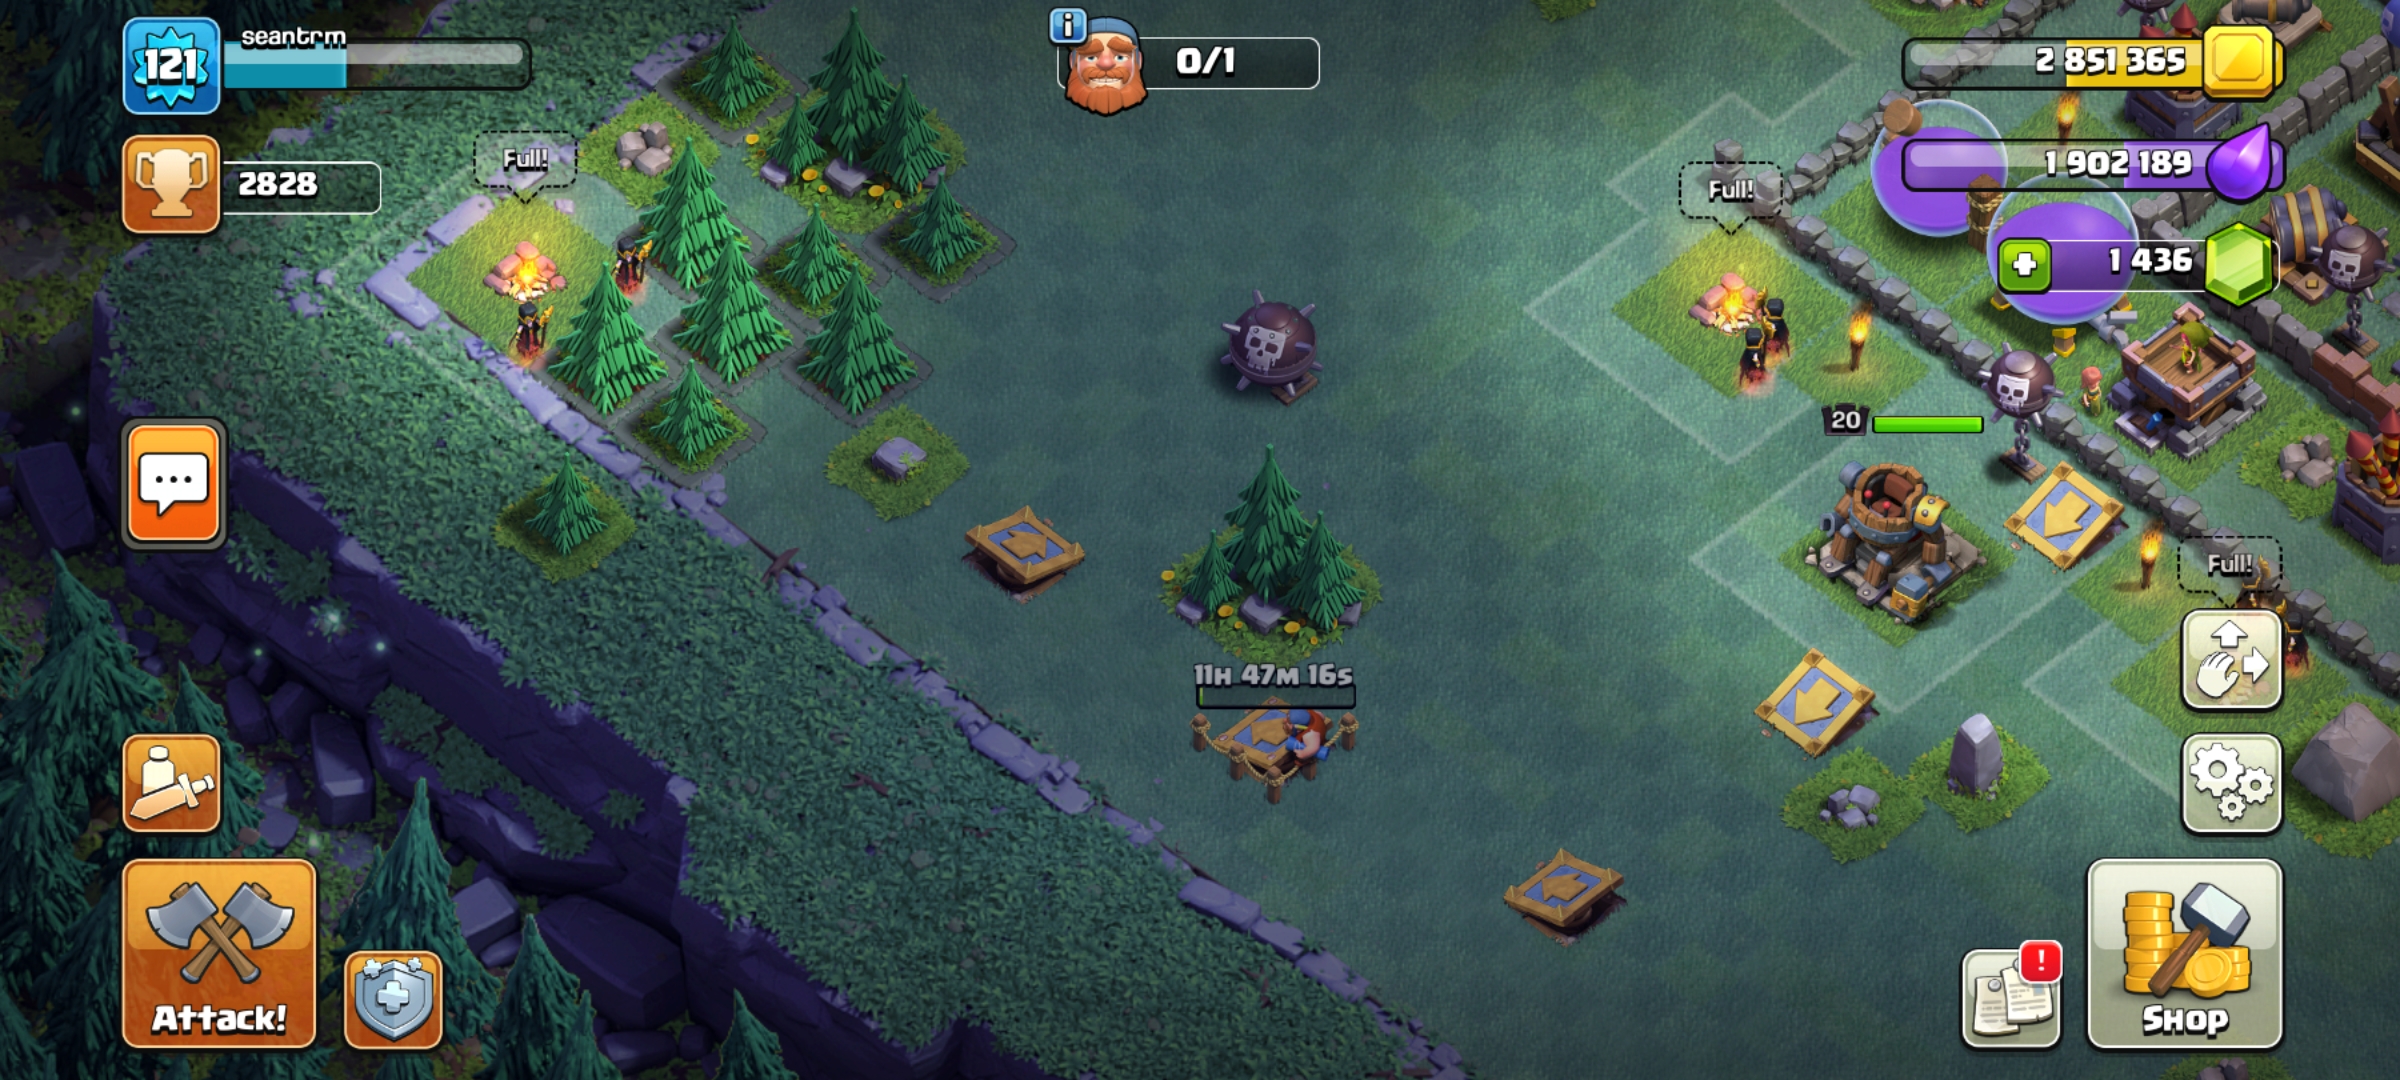 121
seantrm
i
0/1
2 851 365
2828
Full!
Full!
1 902 189
1 436
20
Full!
11H 47M 16S
!
Attack!
Shop